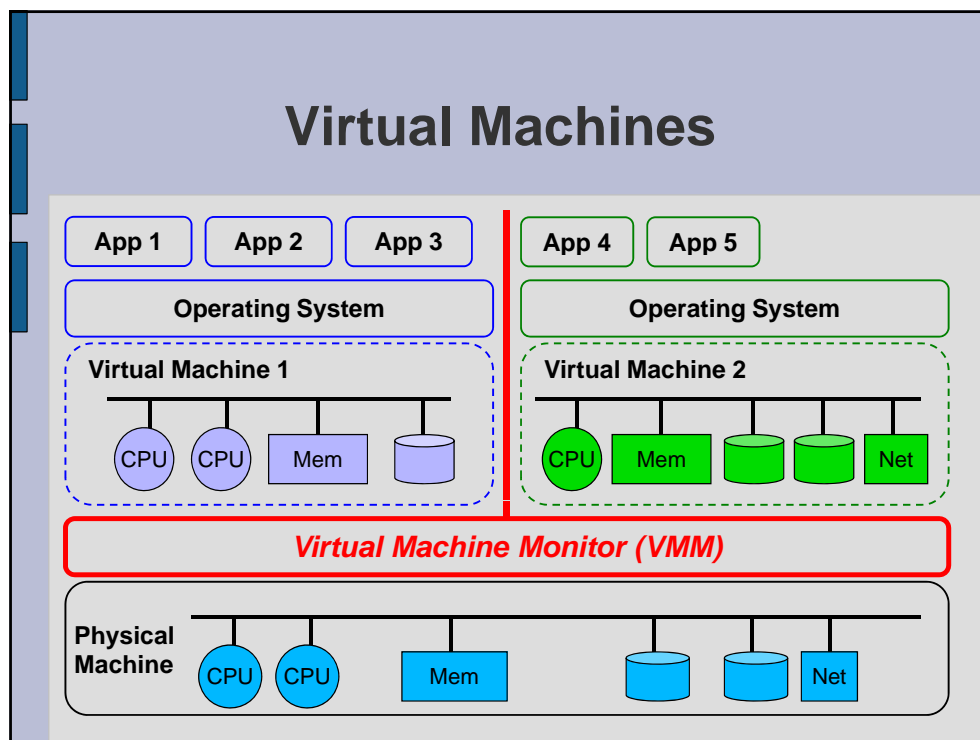 Virtual Machines
App 1 App 2 App 3 App 4 App 5
Operating System Operating System
Virtual Machine 1 Virtual Machine 2
CPU CPU Mem CPU Mem Net
Virtual Machine Monitor (VMM)
Physical
Machine
CPU CPU Mem Net